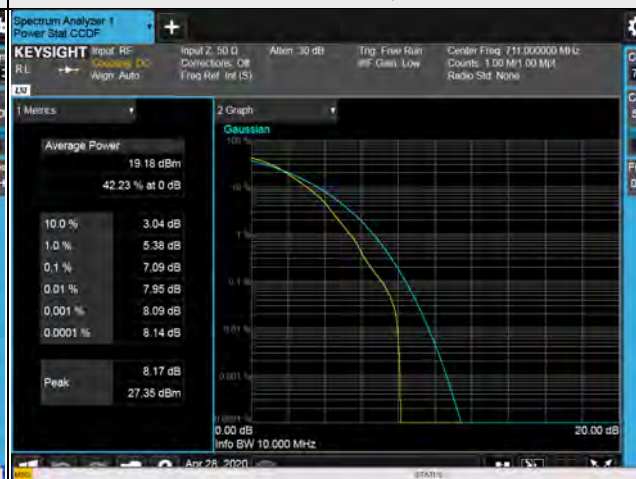 Spectrum Analyzer 1
Power Stat CCDF
+
KEYSIGHT
RL
Input: RF
Coupling: DC
Align: Auto
Input Z: 50 Ω
Corrections: Off
Freq Ref: Int (S)
Atten: 30 dB
Trig: Free Run
#IF Gain: Low
Center Freq: 711.000000 MHz
Counts: 1.00 M/1.00 Mpt
Radio Std: None
LXI
1 Metrics
Average Power
19.18 dBm
42.23 % at 0 dB
10.0 % 3.04 dB
1.0 % 5.38 dB
0.1 % 7.09 dB
0.01 % 7.95 dB
0.001 % 8.09 dB
0.0001 % 8.14 dB
Peak
8.17 dB
27.35 dBm
2 Graph
Gaussian
100 %
10 %
1 %
0.1 %
0.01 %
0.001 %
0.0001 %
0.00 dB
20.00 dB
Info BW 10.000 MHz
Apr 28, 2020
MSG
STATUS